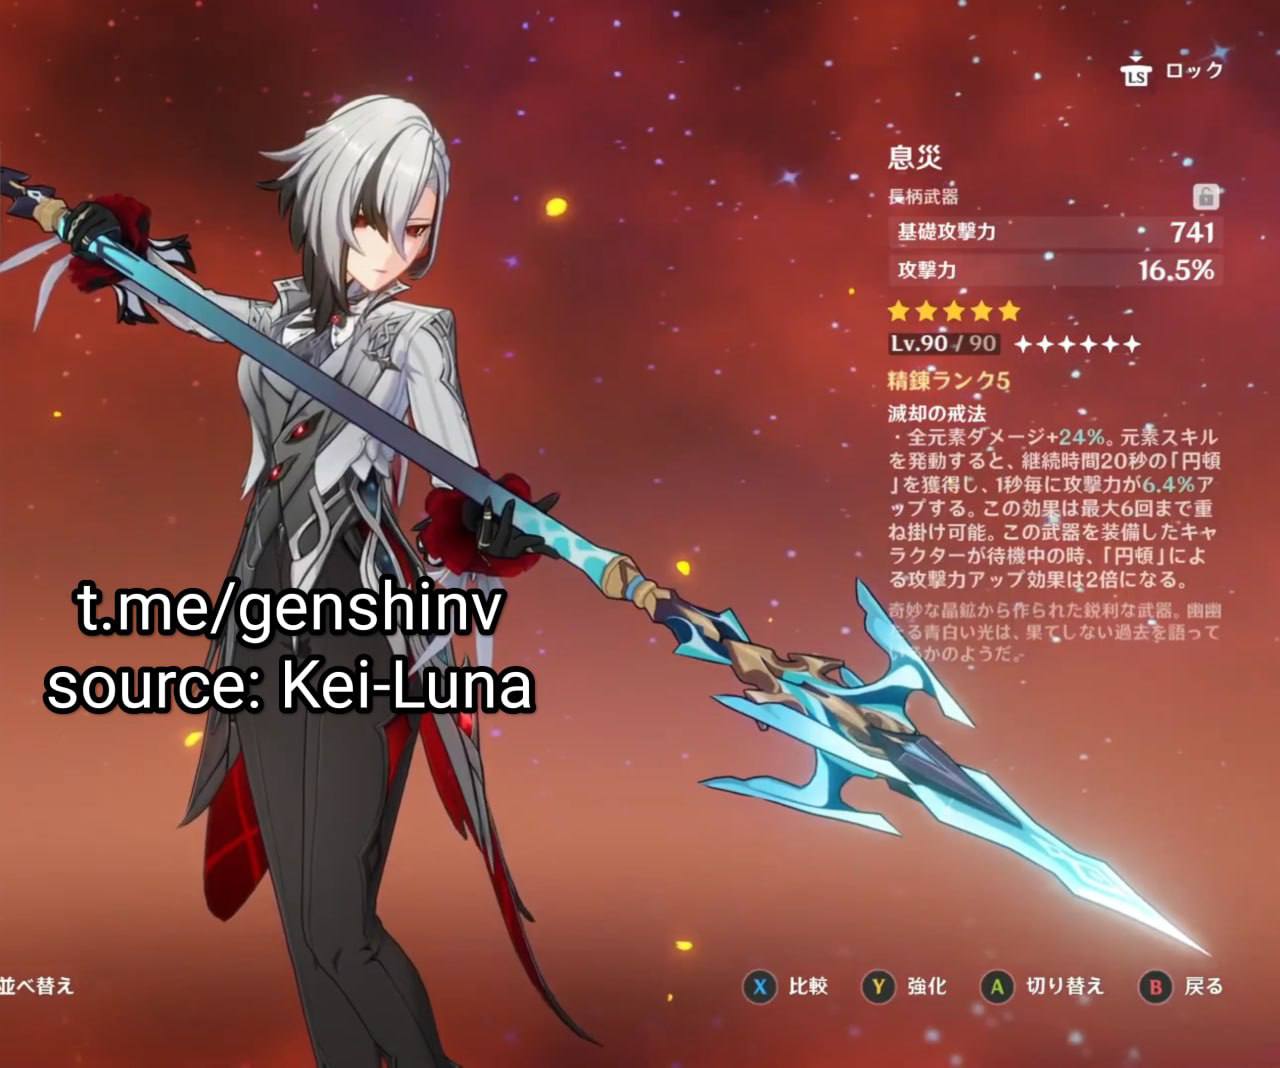 LS ロック
息災
長柄武器
基礎攻撃力 741
攻撃力 16.5%
Lv.90 / 90
精錬ランク5
滅却の戒法
・全元素ダメージ+24%。元素スキル
を発動すると、継続時間20秒の「円頓
」を獲得し、1秒毎に攻撃力が6.4%ア
ップする。この効果は最大6回まで重
ね掛け可能。この武器を装備したキャ
ラクターが待機中の時、「円頓」によ
る攻撃力アップ効果は2倍になる。
奇妙な晶鉱から作られた鋭利な武器。幽幽
たる青白い光は、果てしない過去を語って
いるかのようだ。
t.me/genshinv
source: Kei-Luna
並べ替え X 比較 Y 強化 A 切り替え B 戻る